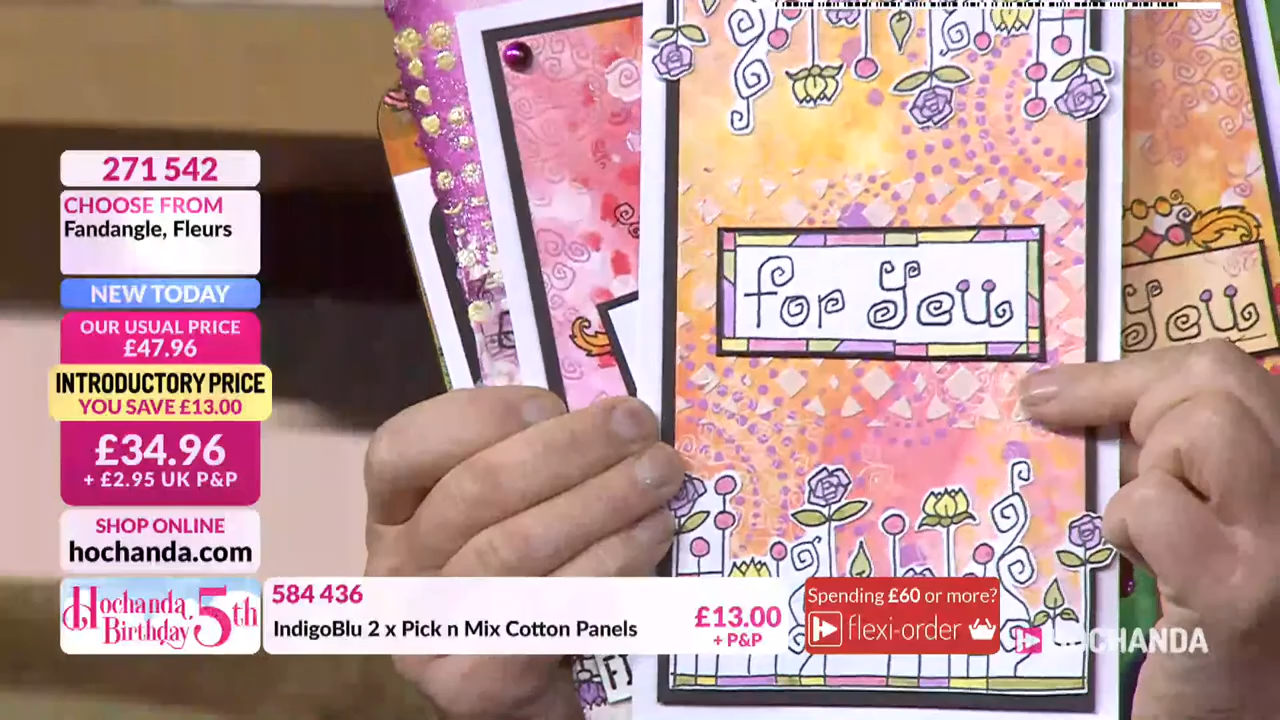 271 542
CHOOSE FROM
Fandangle, Fleurs
NEW TODAY
OUR USUAL PRICE
£47.96
INTRODUCTORY PRICE
YOU SAVE £13.00
£34.96
+ £2.95 UK P&P
SHOP ONLINE
hochanda.com
Hochanda 5th
Birthday
584 436
IndigoBlu 2 x Pick n Mix Cotton Panels
£13.00
+ P&P
Spending £60 or more?
flexi-order
HOCHANDA
for You
You